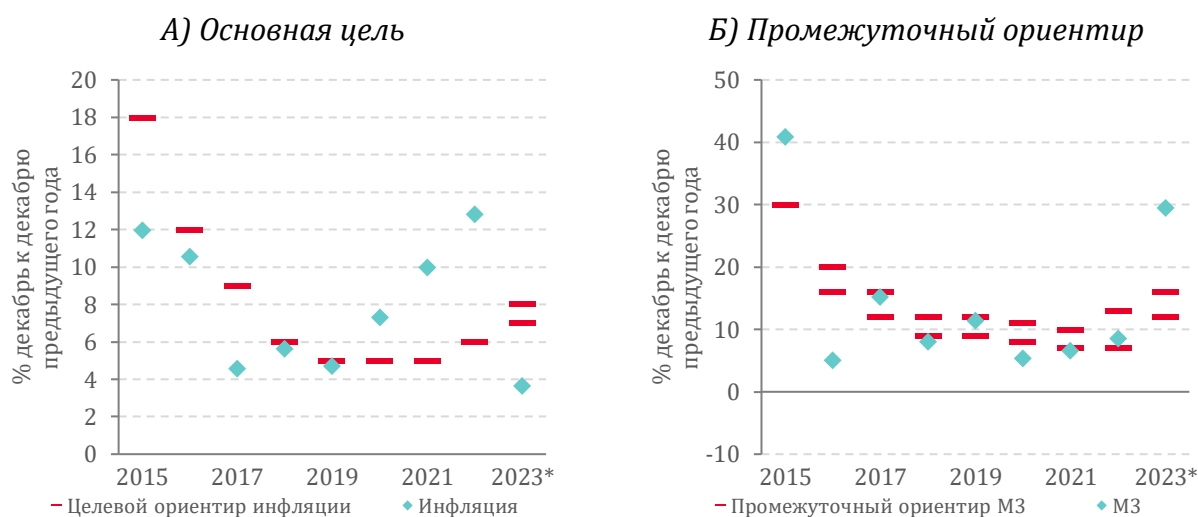 А) Основная цель
% декабрь к декабрю
предыдущего года
20
18
16
14
12
10
8
6
4
2
0
2015 2017 2019 2021 2023*
Целевой ориентир инфляции Инфляция
Б) Промежуточный ориентир
% декабрь к декабрю
предыдущего года
50
40
30
20
10
0
-10
2015 2017 2019 2021 2023*
Промежуточный ориентир М3 М3